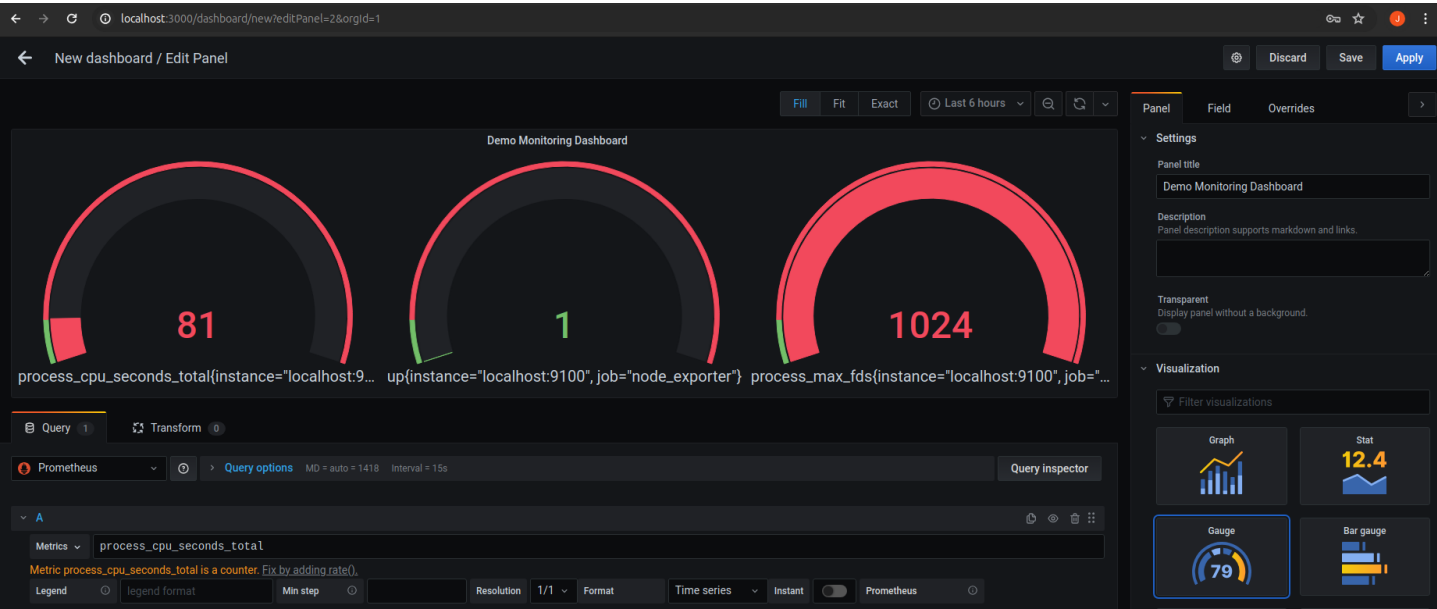 localhost:3000/dashboard/new?editPanel=2&orgId=1
J
New dashboard / Edit Panel
Discard
Save
Apply
Fill
Fit
Exact
Last 6 hours
Panel
Field
Overrides
Demo Monitoring Dashboard
81
1
1024
process_cpu_seconds_total{instance="localhost:9...
up{instance="localhost:9100", job="node_exporter"}
process_max_fds{instance="localhost:9100", job="...
Query 1
Transform 0
Prometheus
Query options
MD = auto = 1418
Interval = 15s
Query inspector
A
Metrics
process_cpu_seconds_total
Metric process_cpu_seconds_total is a counter. Fix by adding rate().
Legend
legend format
Min step
Resolution
1/1
Format
Time series
Instant
Prometheus
Settings
Panel title
Demo Monitoring Dashboard
Description
Panel description supports markdown and links.
Transparent
Display panel without a background.
Visualization
Filter visualizations
Graph
Stat
12.4
Gauge
79
Bar gauge